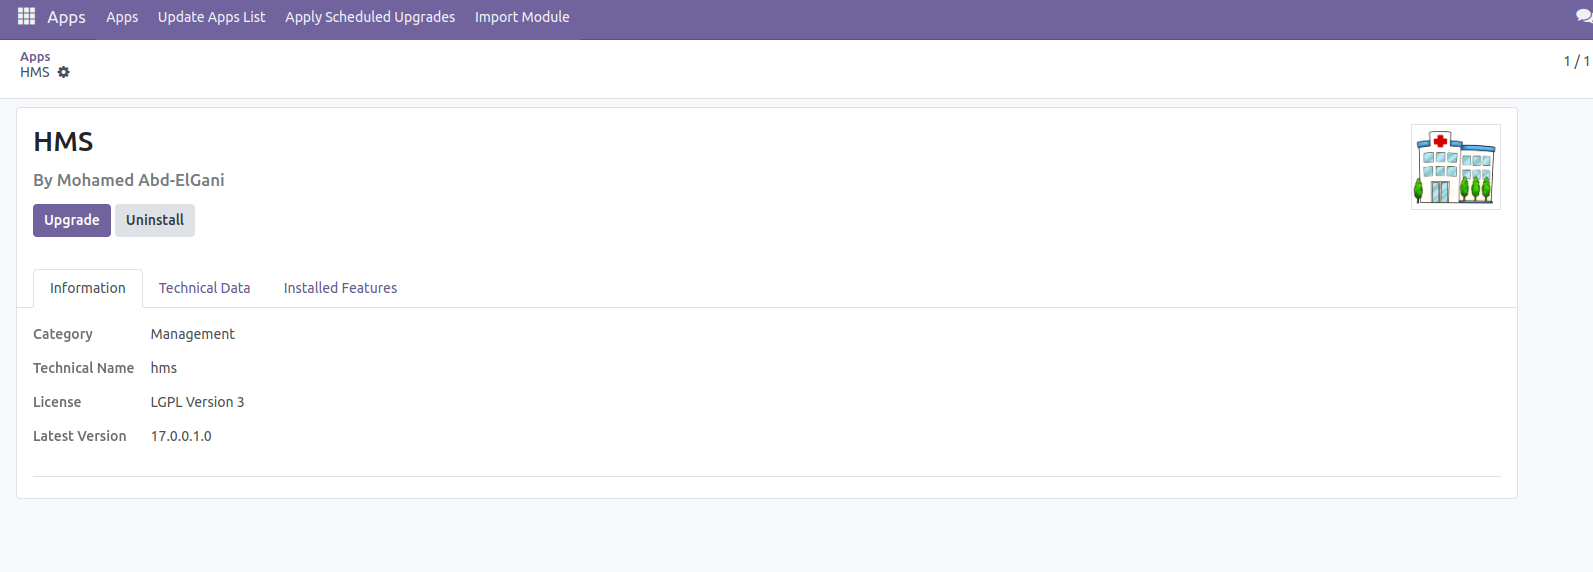 Apps Apps Update Apps List Apply Scheduled Upgrades Import Module
Apps
HMS
1 / 1
HMS
By Mohamed Abd-ElGani
Upgrade Uninstall
Information Technical Data Installed Features
Category Management
Technical Name hms
License LGPL Version 3
Latest Version 17.0.0.1.0